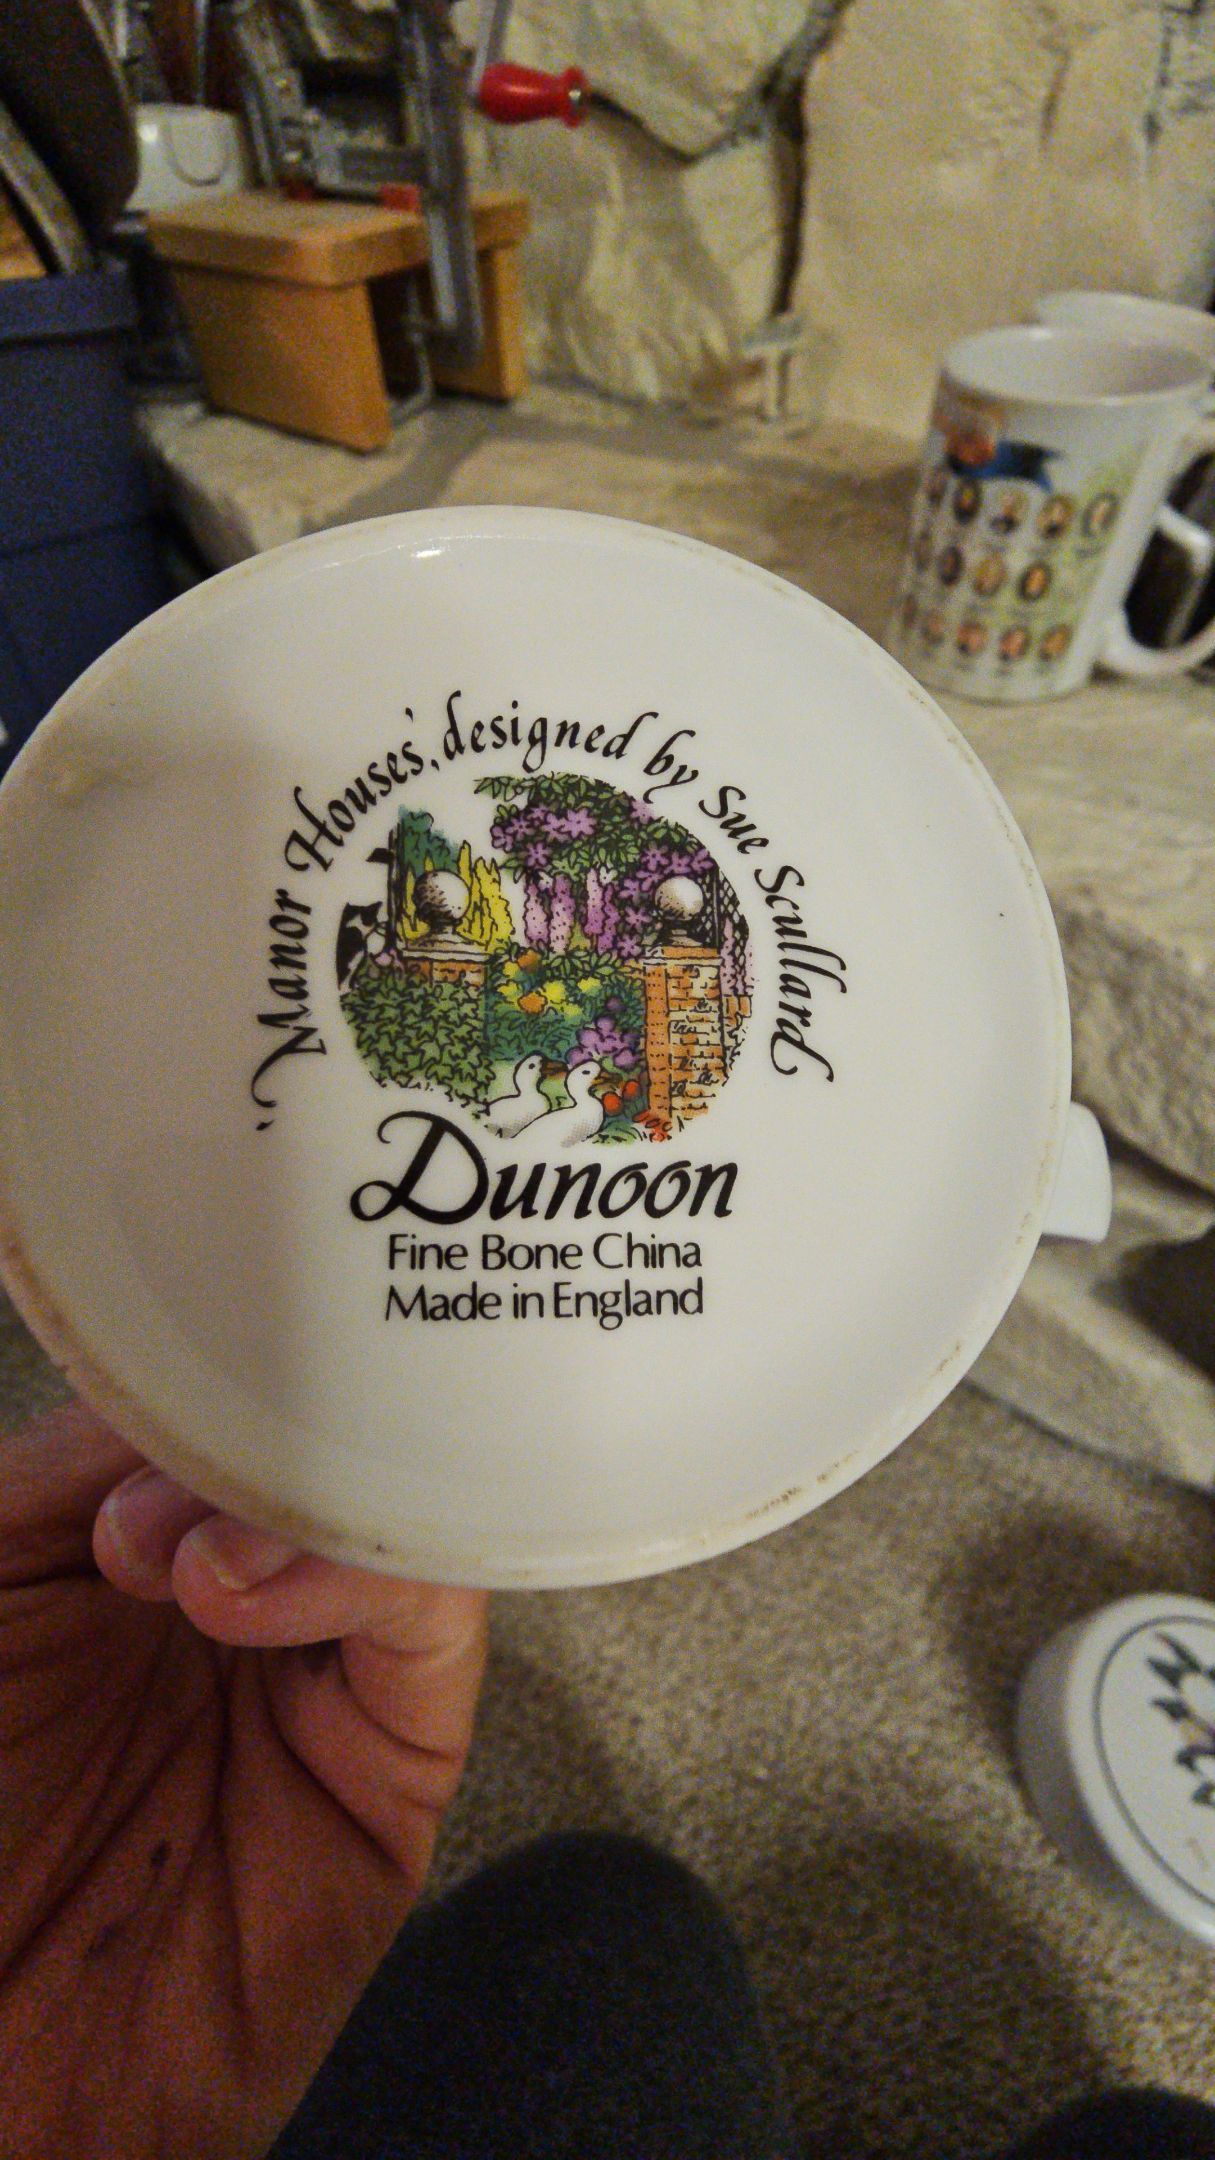 'Manor Houses', designed by Sue Scullard
Dunoon
Fine Bone China
Made in England